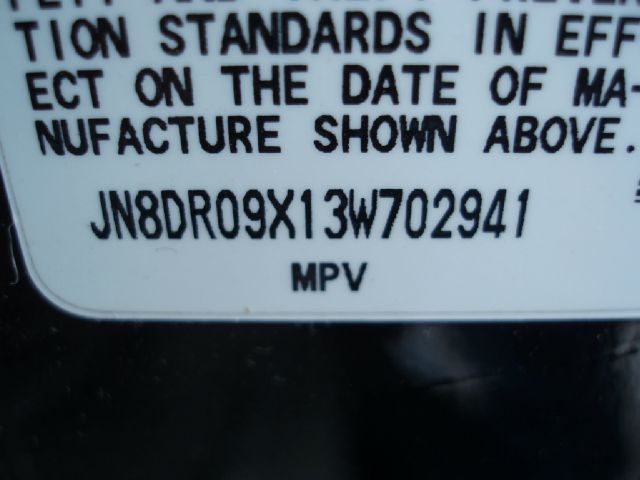 TION STANDARDS IN EFF-
ECT ON THE DATE OF MA-
NUFACTURE SHOWN ABOVE.
JN8DR09X13W702941
MPV